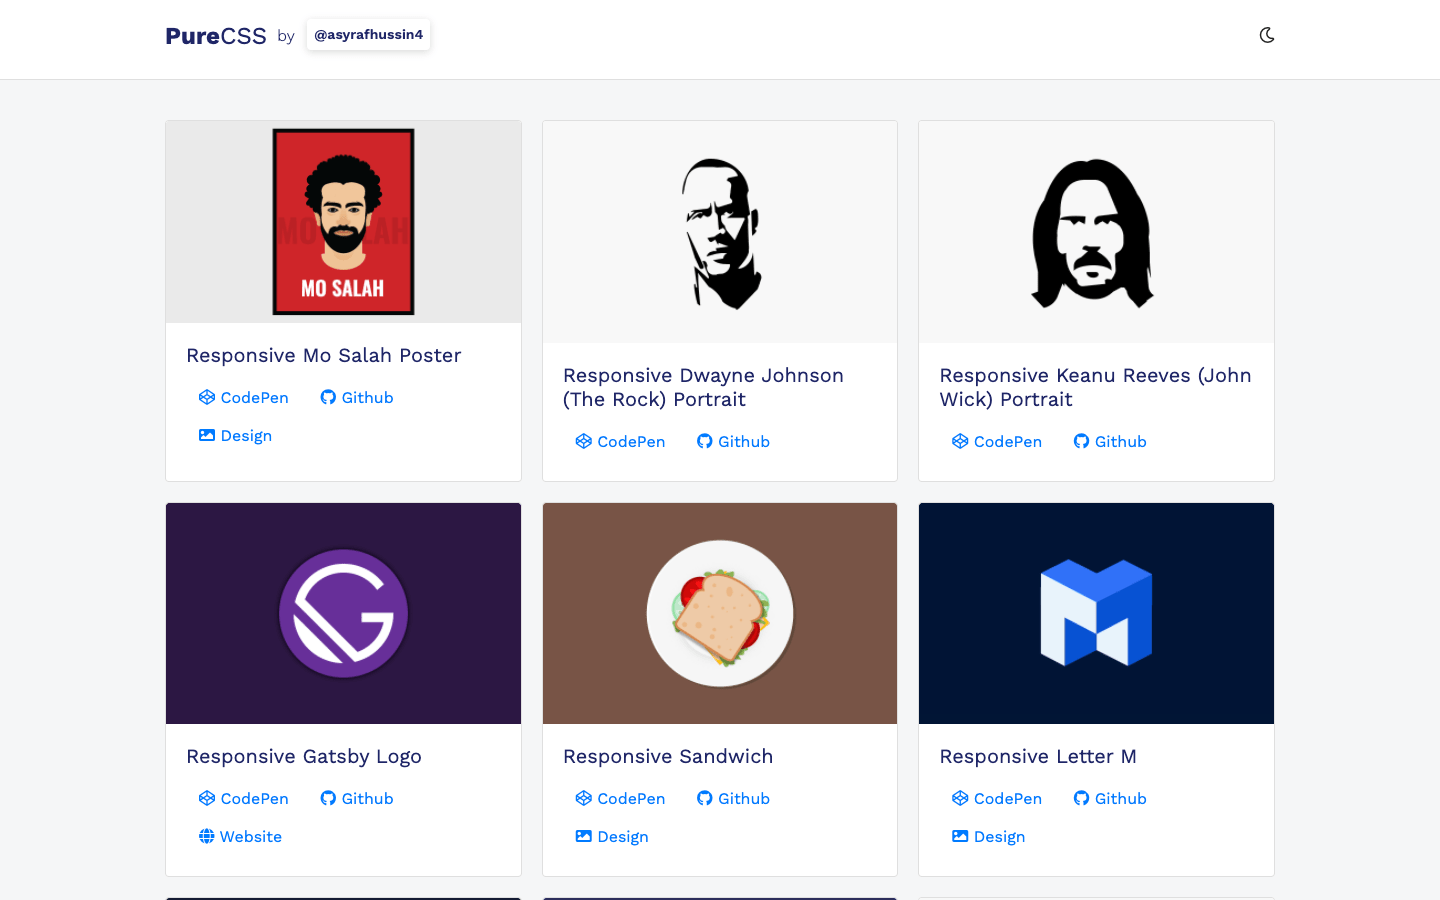 PureCSS by @asyrafhussin4
MO SALAH
MO SALAH
Responsive Mo Salah Poster
CodePen Github
Design
Responsive Dwayne Johnson
(The Rock) Portrait
CodePen Github
Responsive Keanu Reeves (John
Wick) Portrait
CodePen Github
Responsive Gatsby Logo
CodePen Github
Website
Responsive Sandwich
CodePen Github
Design
Responsive Letter M
CodePen Github
Design